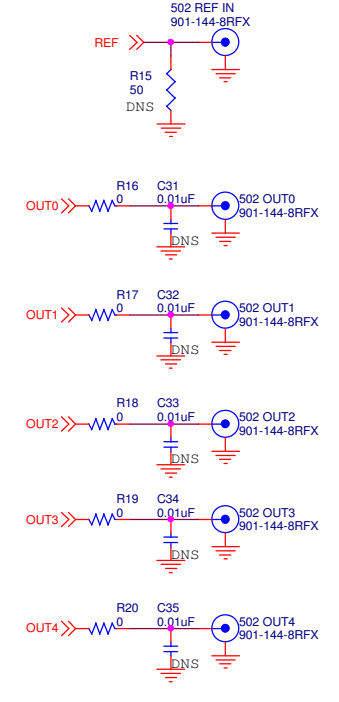 502 REF IN
901-144-8RFX
REF
R15
50
DNS
R16 C31
0 0.01uF
OUT0
502 OUT0
901-144-8RFX
DNS
R17 C32
0 0.01uF
OUT1
502 OUT1
901-144-8RFX
DNS
R18 C33
0 0.01uF
OUT2
502 OUT2
901-144-8RFX
DNS
R19 C34
0 0.01uF
OUT3
502 OUT3
901-144-8RFX
DNS
R20 C35
0 0.01uF
OUT4
502 OUT4
901-144-8RFX
DNS